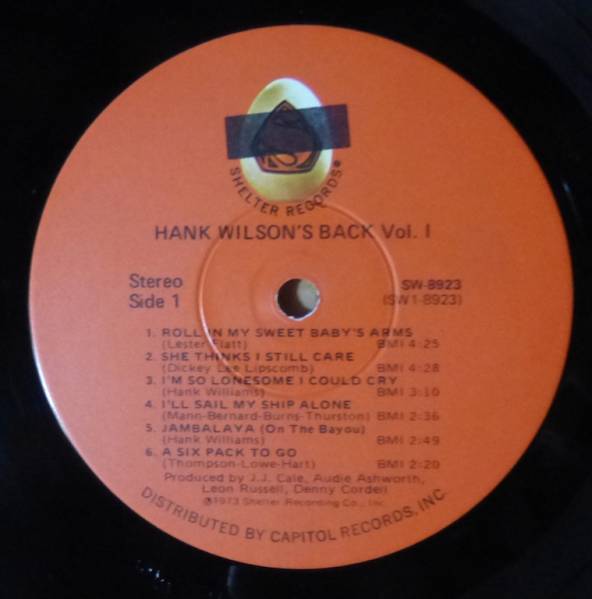 S
SHELTER RECORDS®
HANK WILSON'S BACK Vol. I
Stereo
Side 1
SW-8923
(SW1-8923)
1. ROLL IN MY SWEET BABY'S ARMS
(Lester Flatt) BMI 4:25
2. SHE THINKS I STILL CARE
(Dickey Lee Lipscomb) BMI 4:28
3. I'M SO LONESOME I COULD CRY
(Hank Williams) BMI 3:10
4. I'LL SAIL MY SHIP ALONE
(Mann-Bernard-Burns-Thurston) BMI 2:36
5. JAMBALAYA (On The Bayou)
(Hank Williams) BMI 2:49
6. A SIX PACK TO GO
(Thompson-Lowe-Hart) BMI 2:20
Produced by J.J. Cale, Audie Ashworth,
Leon Russell, Denny Cordell
℗1973 Shelter Recording Co., Inc.
DISTRIBUTED BY CAPITOL RECORDS, INC.